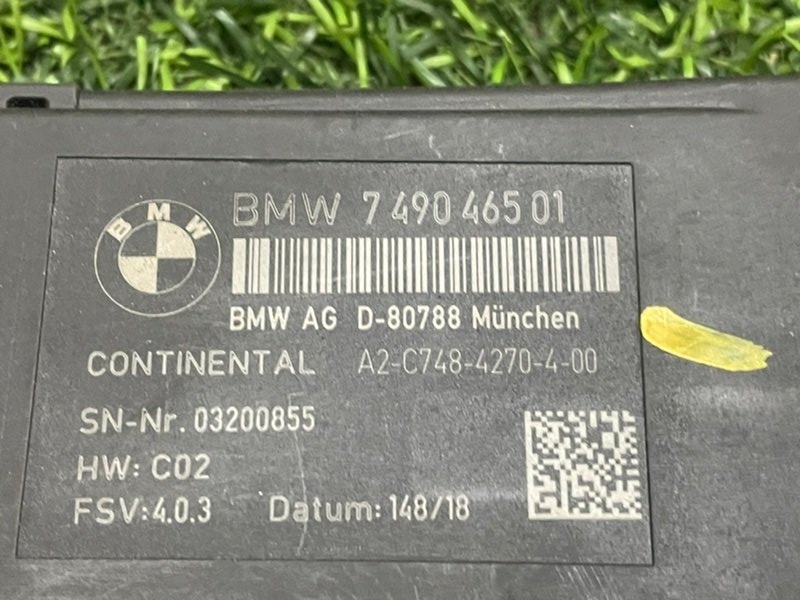 BMW
BMW 7 490 465 01
BMW AG D-80788 München
CONTINENTAL A2-C748-4270-4-00
SN-Nr. 03200855
HW: C02
FSV:4.0.3 Datum: 148/18